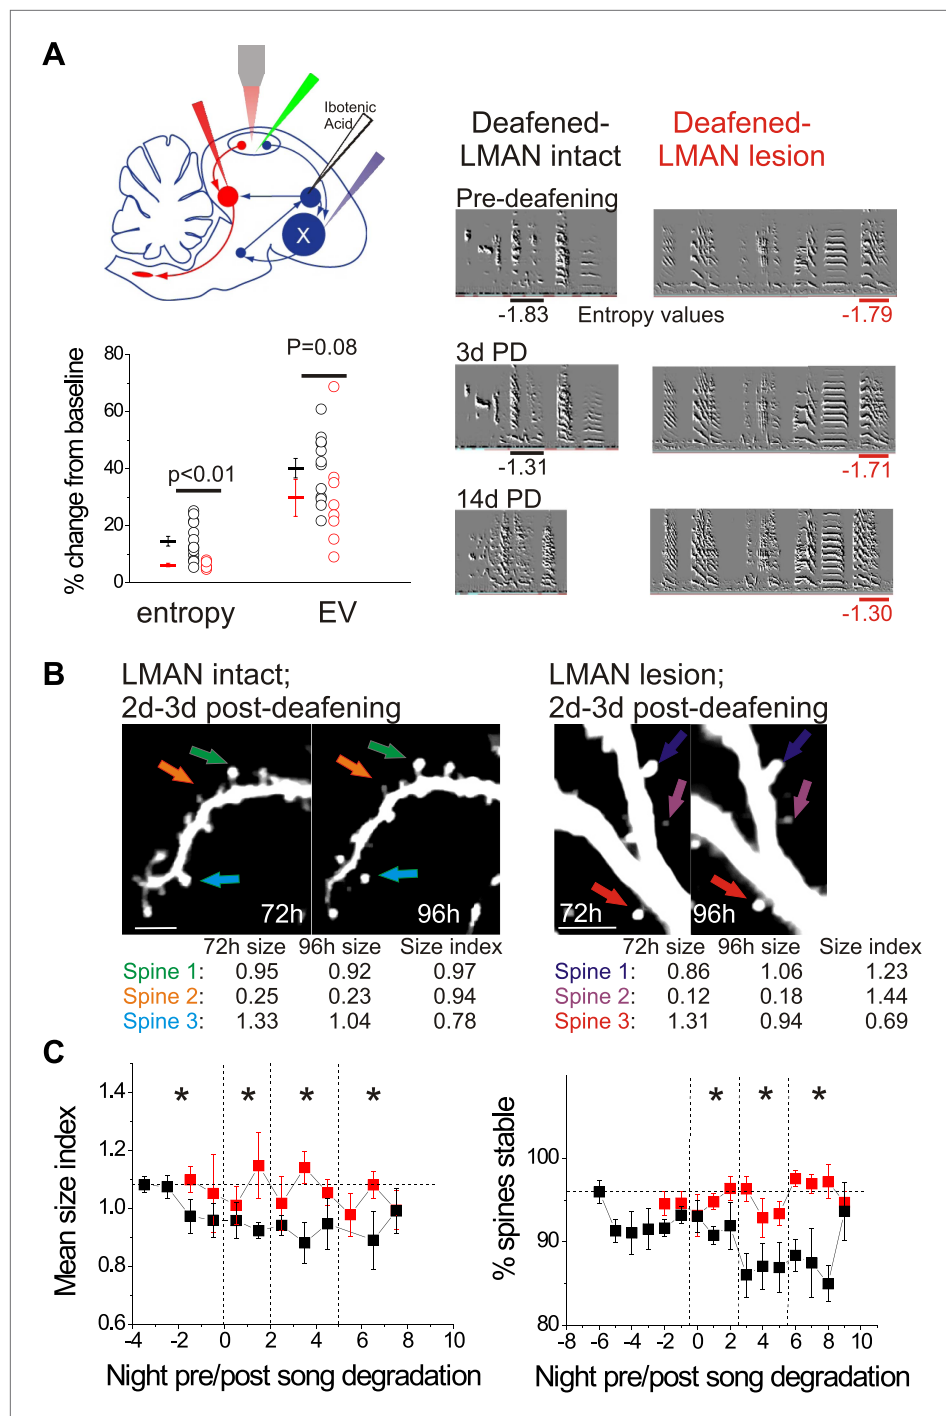 A
Ibotenic
Acid
X
Deafened-
LMAN intact
Deafened-
LMAN lesion
Pre-deafening
-1.83
Entropy values
-1.79
3d PD
-1.31
-1.71
14d PD
-1.30
% change from baseline
80
60
40
20
0
P=0.08
p<0.01
entropy
EV
B
LMAN intact;
2d-3d post-deafening
LMAN lesion;
2d-3d post-deafening
72h
96h
72h
96h
72h size 96h size Size index
Spine 1: 0.95 0.92 0.97
Spine 2: 0.25 0.23 0.94
Spine 3: 1.33 1.04 0.78
72h size 96h size Size index
Spine 1: 0.86 1.06 1.23
Spine 2: 0.12 0.18 1.44
Spine 3: 1.31 0.94 0.69
C
Mean size index
1.4
1.2
1.0
0.8
0.6
* * * *
-4 -2 0 2 4 6 8 10
Night pre/post song degradation
% spines stable
100
90
80
* * *
-8 -6 -4 -2 0 2 4 6 8 10
Night pre/post song degradation